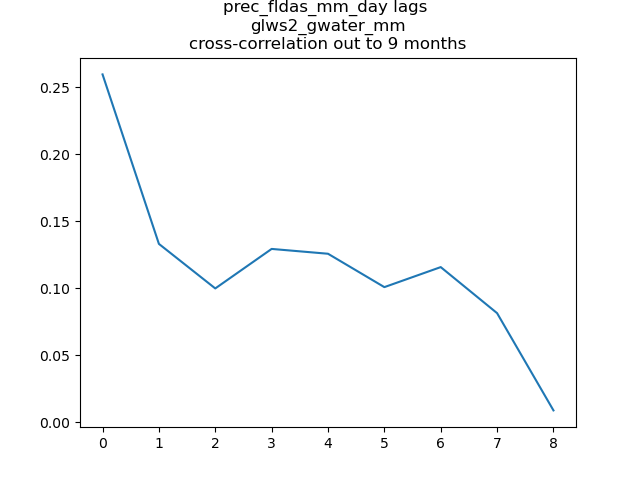 prec_fldas_mm_day lags
glws2_gwater_mm
cross-correlation out to 9 months
0.25
0.20
0.15
0.10
0.05
0.00
0 1 2 3 4 5 6 7 8